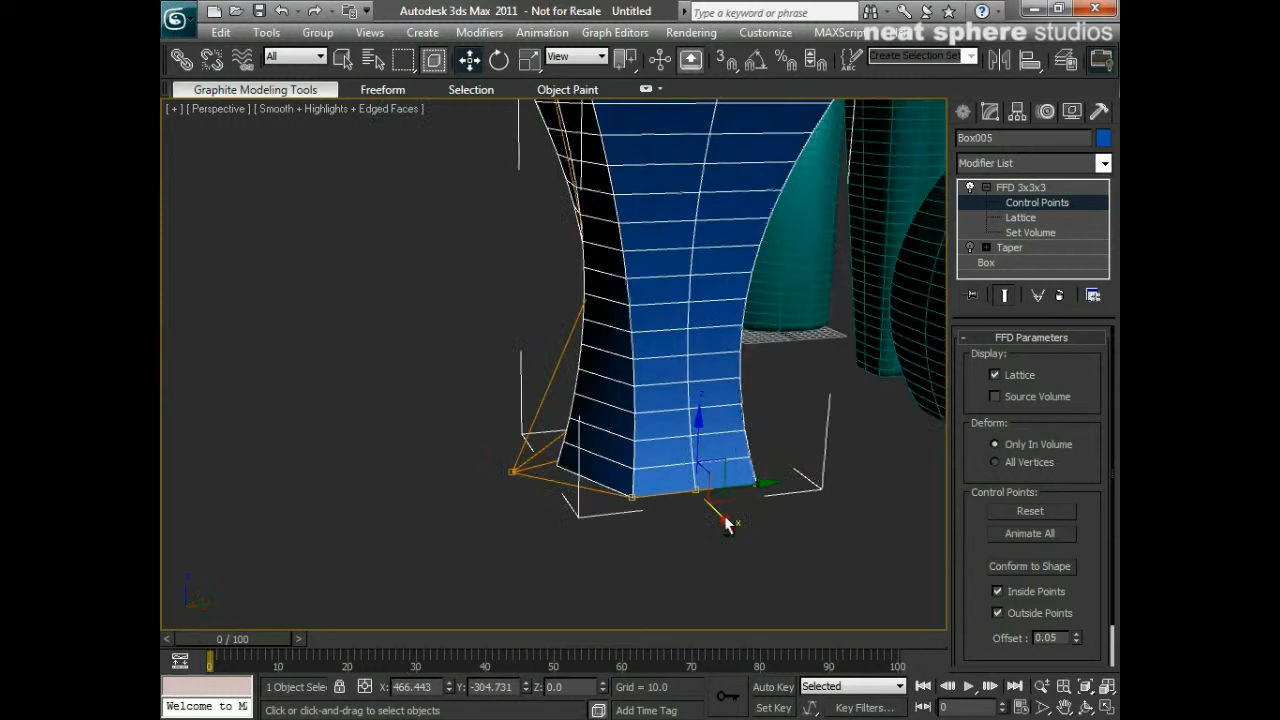 Autodesk 3ds Max 2011 - Not for Resale Untitled
Type a keyword or phrase
Edit Tools Group Views Create Modifiers Animation Graph Editors Rendering Customize MAXScript
neat sphere studios
All View Create Selection Set
Graphite Modeling Tools Freeform Selection Object Paint
[ + ] [ Perspective ] [ Smooth + Highlights + Edged Faces ]
Box005
Modifier List
FFD 3x3x3
Control Points
Lattice
Set Volume
Taper
Box
FFD Parameters
Display:
Lattice
Source Volume
Deform:
Only In Volume
All Vertices
Control Points:
Reset
Animate All
Conform to Shape
Inside Points
Outside Points
Offset : 0.05
z
x
< 0 / 100 >
0 10 20 30 40 50 60 70 80 90 100
1 Object Sele X: 466.443 Y: -304.731 Z: 0.0 Grid = 10.0 Auto Key Selected
Welcome to M Click or click-and-drag to select objects Add Time Tag Set Key Key Filters... 0